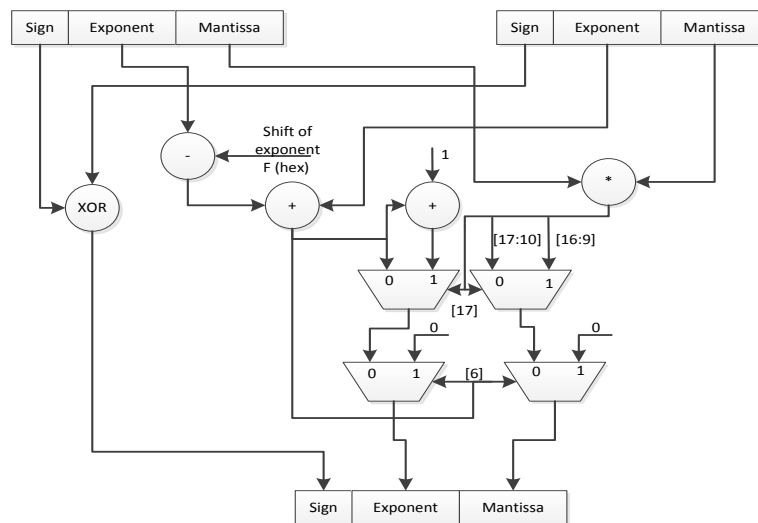 Sign Exponent Mantissa
Sign Exponent Mantissa
Shift of
exponent
F (hex)
1
-
*
XOR
+
+
[17:10] [16:9]
0 1
0 1
[17]
0
0
0 1
[6]
0 1
Sign Exponent Mantissa